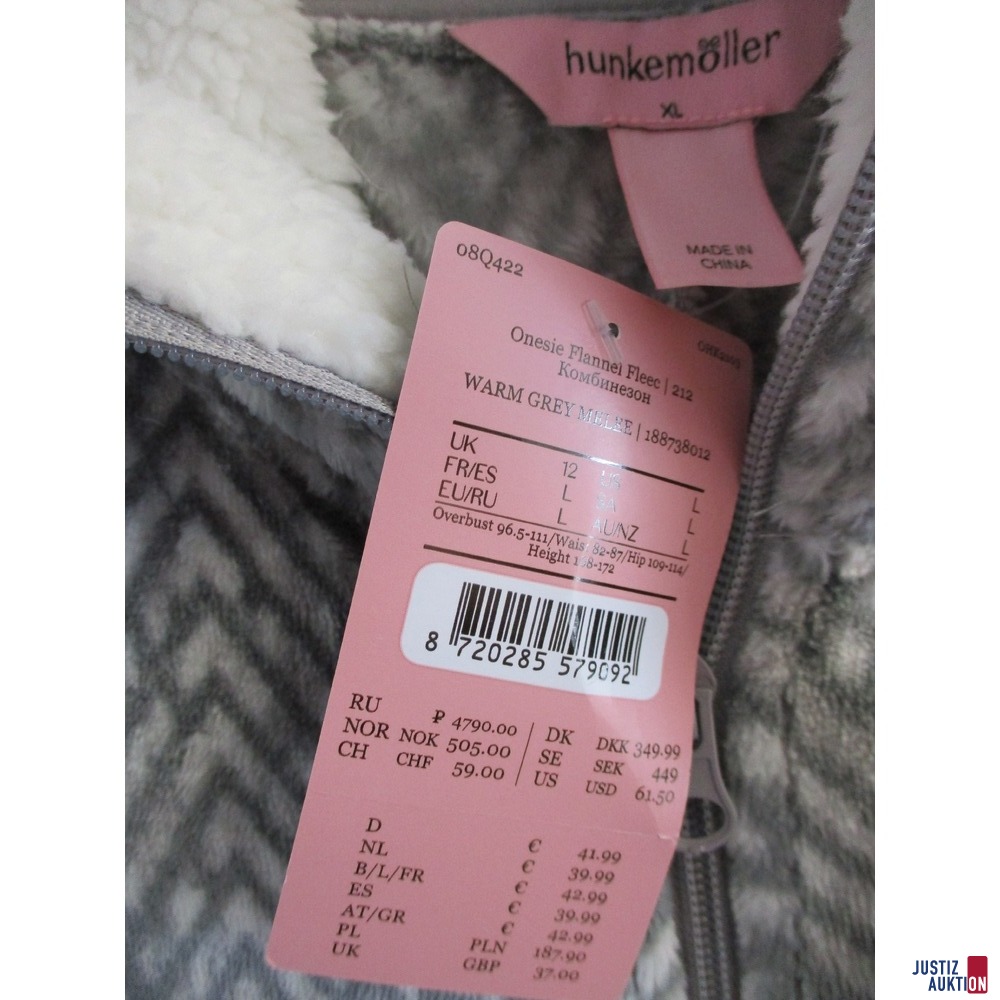 hunkemöller
XL
MADE IN
CHINA
08Q422
Onesie Flannel Fleec | 212
Комбинезон
WARM GREY MELEE | 188738012
UK 12 US L
FR/ES L CA L
EU/RU L AU/NZ L
Overbust 96.5-111/Waist 82-87/Hip 109-114/
Height 168-172
8 720285 579892
RU ₽ 4790.00 DK DKK 349.99
NOR NOK 505.00 SE SEK 449
CH CHF 59.00 US USD 61.50
D € 41.99
NL € 39.99
B/L/FR € 42.99
ES € 39.99
AT/GR € 42.99
PL PLN 187.90
UK GBP 37.00
JUSTIZ
AUKTION